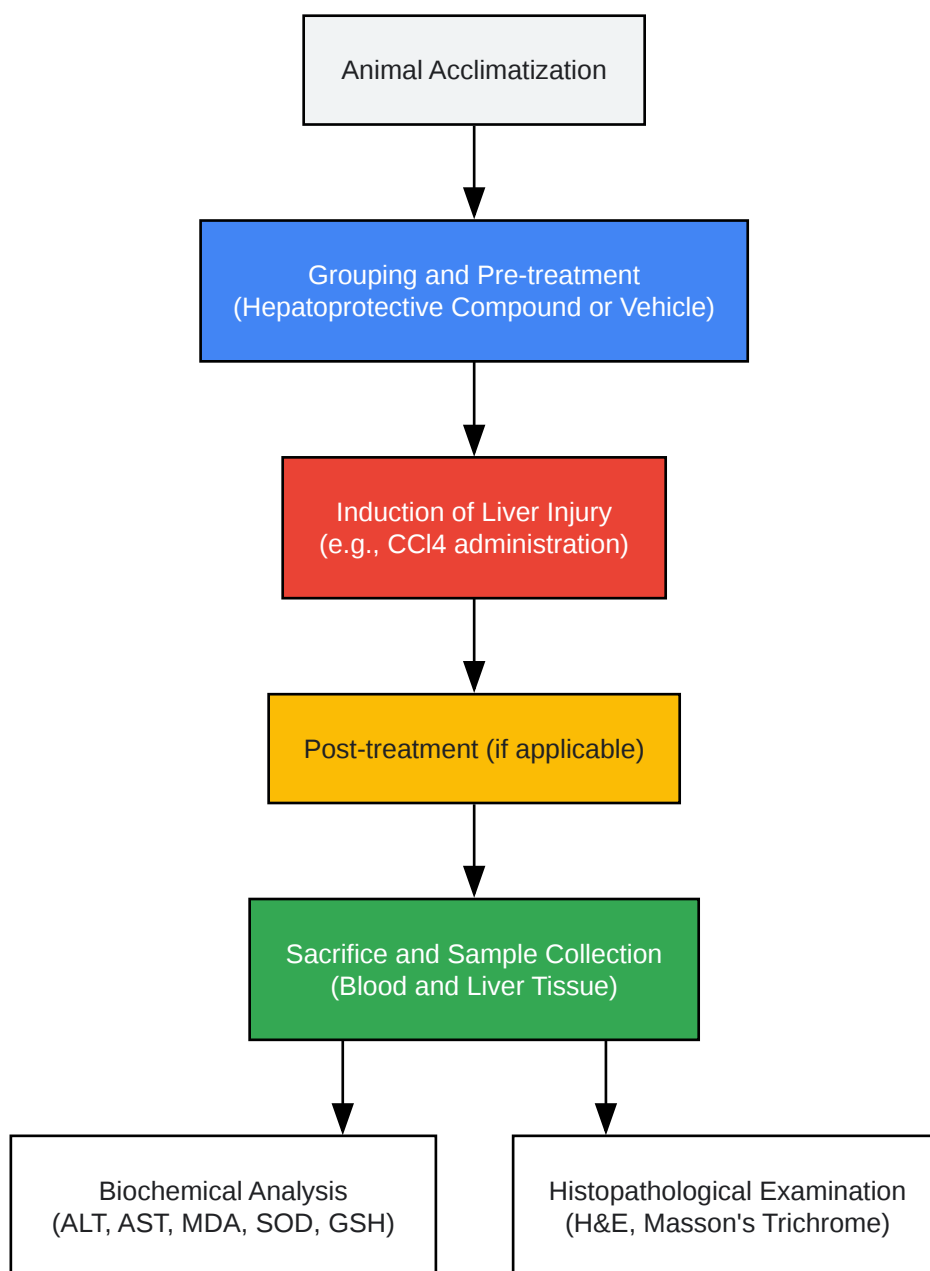 Animal Acclimatization
Grouping and Pre-treatment
(Hepatoprotective Compound or Vehicle)
Induction of Liver Injury
(e.g., CCl4 administration)
Post-treatment (if applicable)
Sacrifice and Sample Collection
(Blood and Liver Tissue)
Biochemical Analysis
(ALT, AST, MDA, SOD, GSH)
Histopathological Examination
(H&E, Masson's Trichrome)